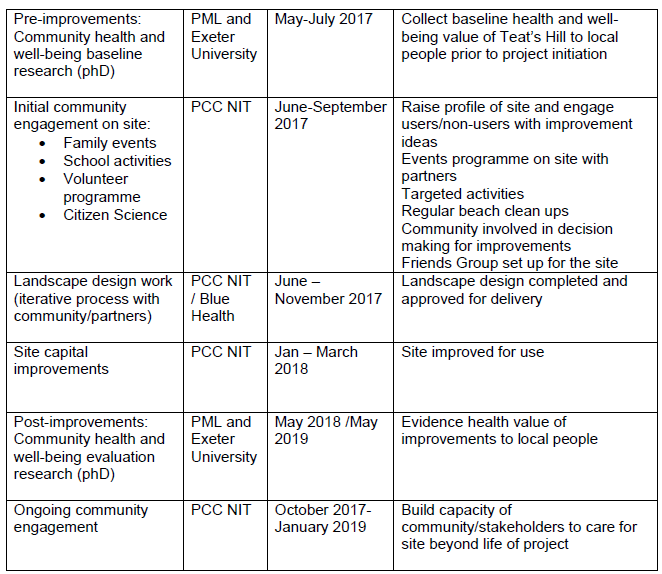 Pre-improvements:
Community health and
well-being baseline
research (phD)
PML and
Exeter
University
May-July 2017
Collect baseline health and well-
being value of Teat's Hill to local
people prior to project initiation
Initial community
engagement on site:
• Family events
• School activities
• Volunteer
programme
• Citizen Science
PCC NIT
June-September
2017
Raise profile of site and engage
users/non-users with improvement
ideas
Events programme on site with
partners
Targeted activities
Regular beach clean ups
Community involved in decision
making for improvements
Friends Group set up for the site
Landscape design work
(iterative process with
community/partners)
PCC NIT
/ Blue
Health
June –
November 2017
Landscape design completed and
approved for delivery
Site capital
improvements
PCC NIT
Jan – March
2018
Site improved for use
Post-improvements:
Community health and
well-being evaluation
research (phD)
PML and
Exeter
University
May 2018 /May
2019
Evidence health value of
improvements to local people
Ongoing community
engagement
PCC NIT
October 2017-
January 2019
Build capacity of
community/stakeholders to care for
site beyond life of project